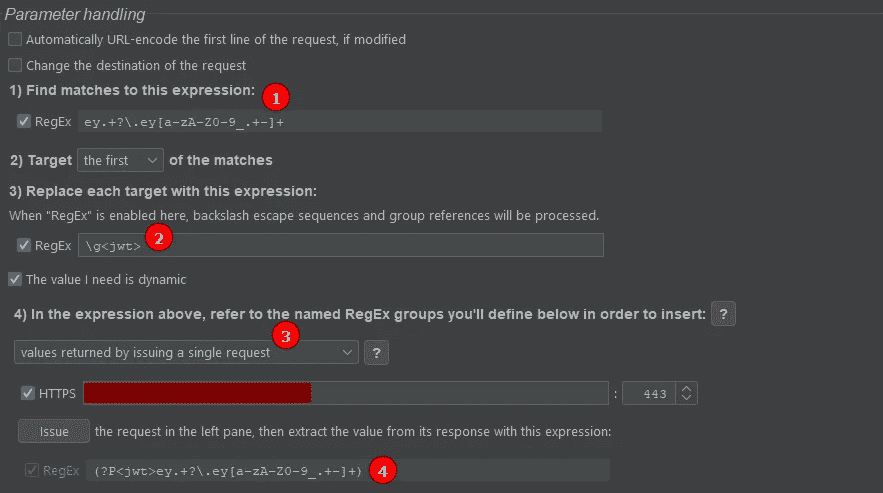 Parameter handling
Automatically URL-encode the first line of the request, if modified
Change the destination of the request
1) Find matches to this expression:
1
RegEx ey.+?\.ey[a-zA-Z0-9_.+-]+
2) Target the first of the matches
3) Replace each target with this expression:
When "RegEx" is enabled here, backslash escape sequences and group references will be processed.
RegEx \g<jwt> 2
The value I need is dynamic
4) In the expression above, refer to the named RegEx groups you'll define below in order to insert: ?
3
values returned by issuing a single request ?
HTTPS : 443
Issue the request in the left pane, then extract the value from its response with this expression:
RegEx (?P<jwt>ey.+?\.ey[a-zA-Z0-9_.+-]+) 4